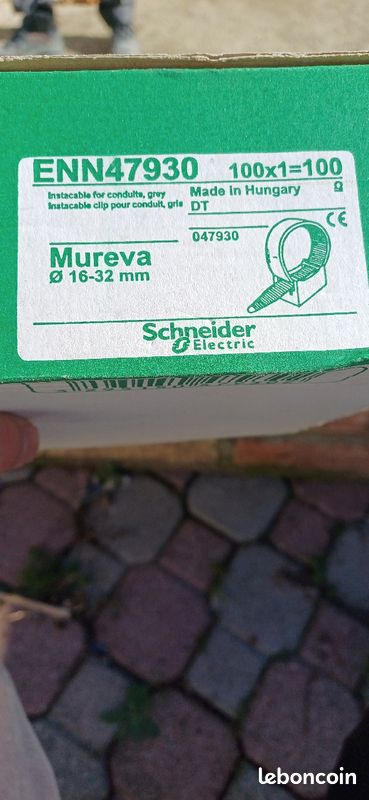 ENN47930 100x1=100
Instacable for conduits, grey
Instacable clip pour conduit, gris
Made in Hungary
DT
047930
CE
Mureva
Ø 16-32 mm
Schneider
Electric
leboncoin